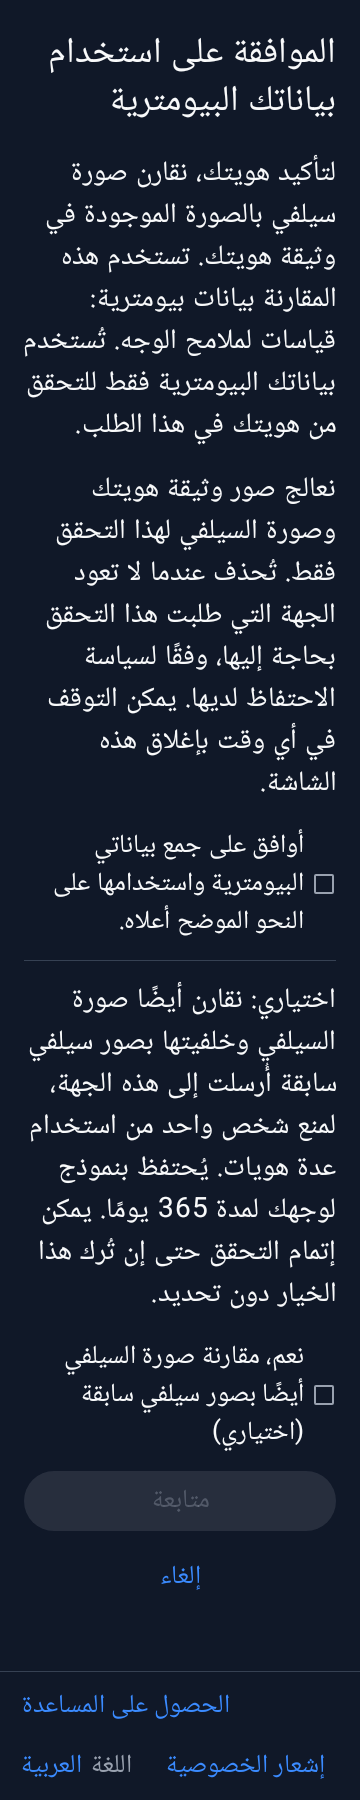 الموافقة على استخدام
بياناتك البيومترية
لتأكيد هويتك، نقارن صورة
سيلفي بالصورة الموجودة في
وثيقة هويتك. تستخدم هذه
المقارنة بيانات بيومترية:
قياسات لملامح الوجه. تُستخدم
بياناتك البيومترية فقط للتحقق
من هويتك في هذا الطلب.
نعالج صور وثيقة هويتك
وصورة السيلفي لهذا التحقق
فقط. تُحذف عندما لا تعود
الجهة التي طلبت هذا التحقق
بحاجة إليها، وفقًا لسياسة
الاحتفاظ لديها. يمكن التوقف
في أي وقت بإغلاق هذه
الشاشة.
أوافق على جمع بياناتي
البيومترية واستخدامها على
النحو الموضح أعلاه.
اختياري: نقارن أيضًا صورة
السيلفي وخلفيتها بصور سيلفي
سابقة أُرسلت إلى هذه الجهة،
لمنع شخص واحد من استخدام
عدة هويات. يُحتفظ بنموذج
لوجهك لمدة 365 يومًا. يمكن
إتمام التحقق حتى إن تُرك هذا
الخيار دون تحديد.
نعم، مقارنة صورة السيلفي
أيضًا بصور سيلفي سابقة
(اختياري)
متابعة
إلغاء
الحصول على المساعدة
إشعار الخصوصية اللغة العربية